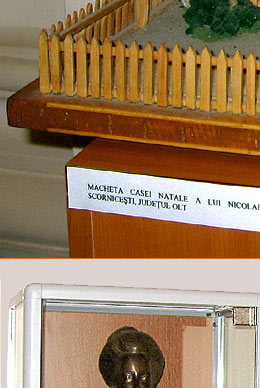 MACHETA CASEI NATALE A LUI NICOLAE
SCORNICEȘTI, JUDEȚUL OLT